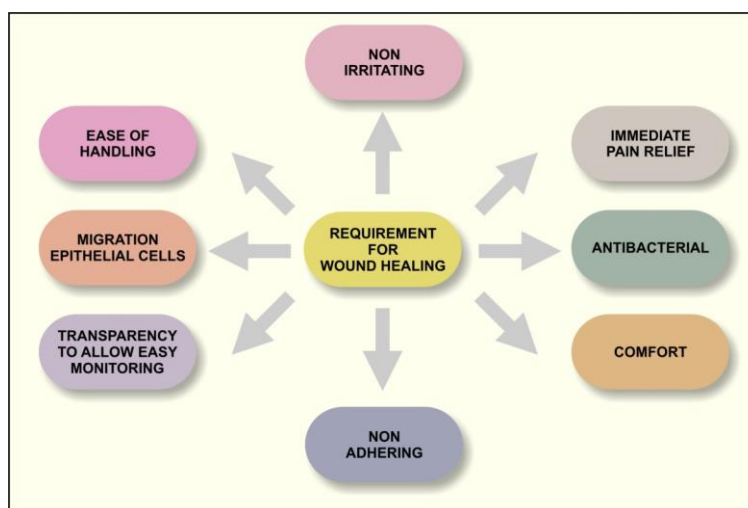 NON
IRRITATING
EASE OF
HANDLING
IMMEDIATE
PAIN RELIEF
MIGRATION
EPITHELIAL CELLS
REQUIREMENT
FOR
WOUND HEALING
ANTIBACTERIAL
TRANSPARENCY
TO ALLOW EASY
MONITORING
COMFORT
NON
ADHERING